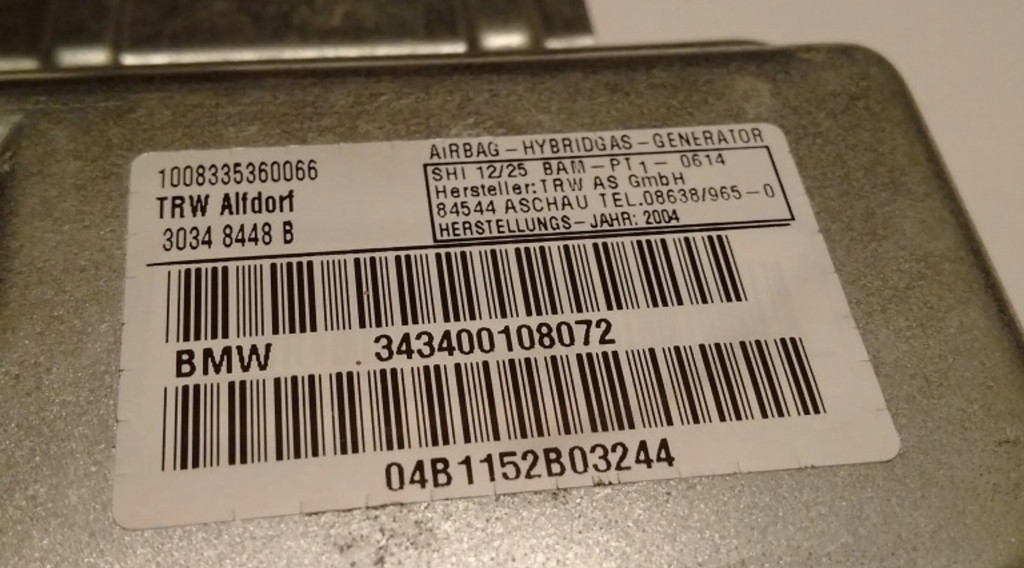 1008335360066
TRW Alfdorf
3034 8448 B
AIRBAG-HYBRIDGAS-GENERATOR
SHI 12/25 BAM-PT1-0614
Hersteller: TRW AS GmbH
84544 ASCHAU TEL.08638/965-0
HERSTELLUNGS-JAHR: 2004
BMW 343400108072
04B1152B03244